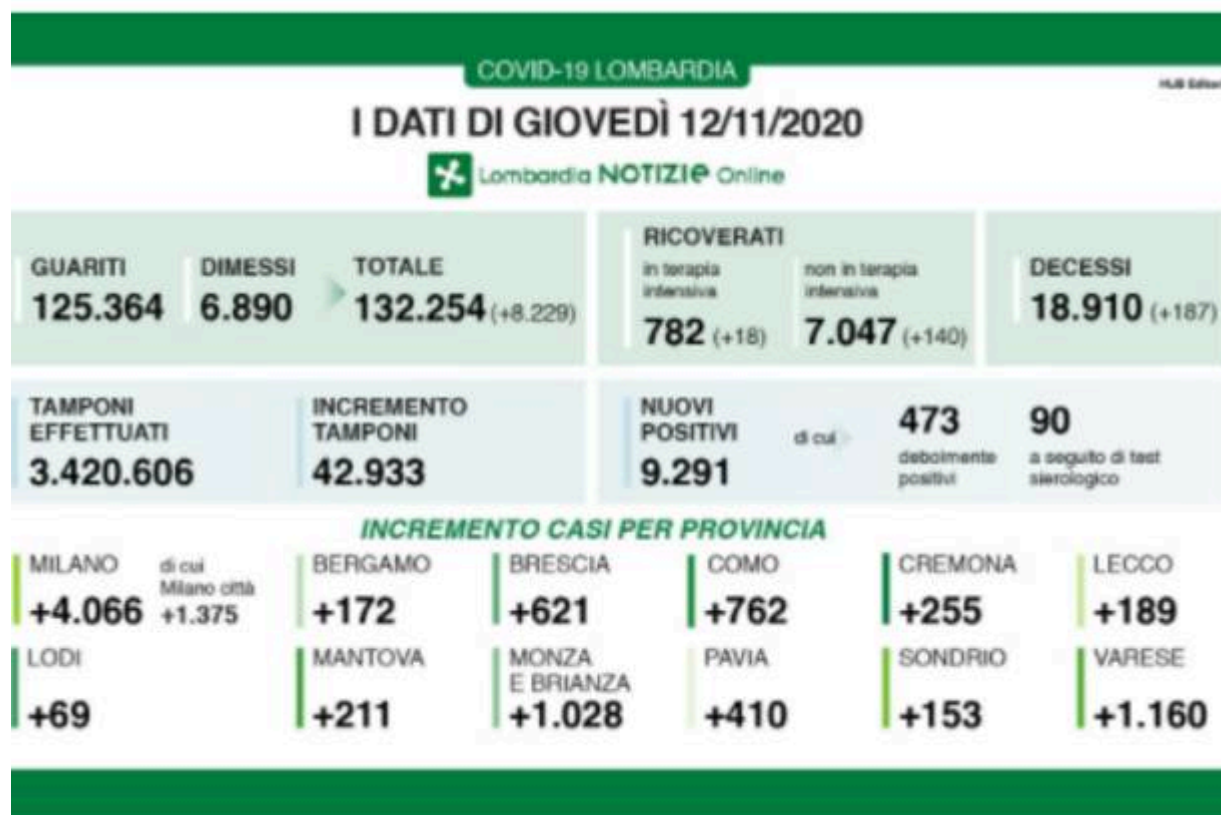 COVID-19 LOMBARDIA
HUB Editor
I DATI DI GIOVEDÌ 12/11/2020
Lombardia NOTIZIE Online
GUARITI
125.364
DIMESSI
6.890
TOTALE
132.254 (+8.229)
RICOVERATI
in terapia
intensiva
782 (+18)
non in terapia
intensiva
7.047 (+140)
DECESSI
18.910 (+187)
TAMPONI
EFFETTUATI
3.420.606
INCREMENTO
TAMPONI
42.933
NUOVI
POSITIVI
9.291
di cui
473
debolmente
positivi
90
a seguito di test
sierologico
INCREMENTO CASI PER PROVINCIA
MILANO
+4.066
di cui
Milano città
+1.375
BERGAMO
+172
BRESCIA
+621
COMO
+762
CREMONA
+255
LECCO
+189
LODI
+69
MANTOVA
+211
MONZA
E BRIANZA
+1.028
PAVIA
+410
SONDRIO
+153
VARESE
+1.160